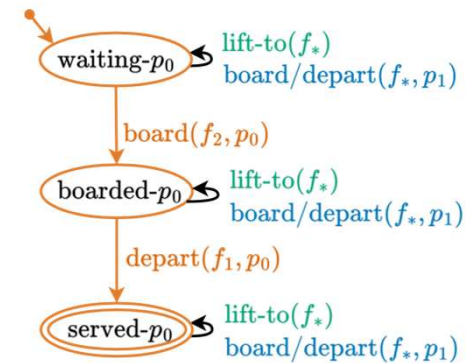 waiting-p₀
lift-to(f*)
board/depart(f*, p₁)
board(f₂, p₀)
boarded-p₀
lift-to(f*)
board/depart(f*, p₁)
depart(f₁, p₀)
served-p₀
lift-to(f*)
board/depart(f*, p₁)